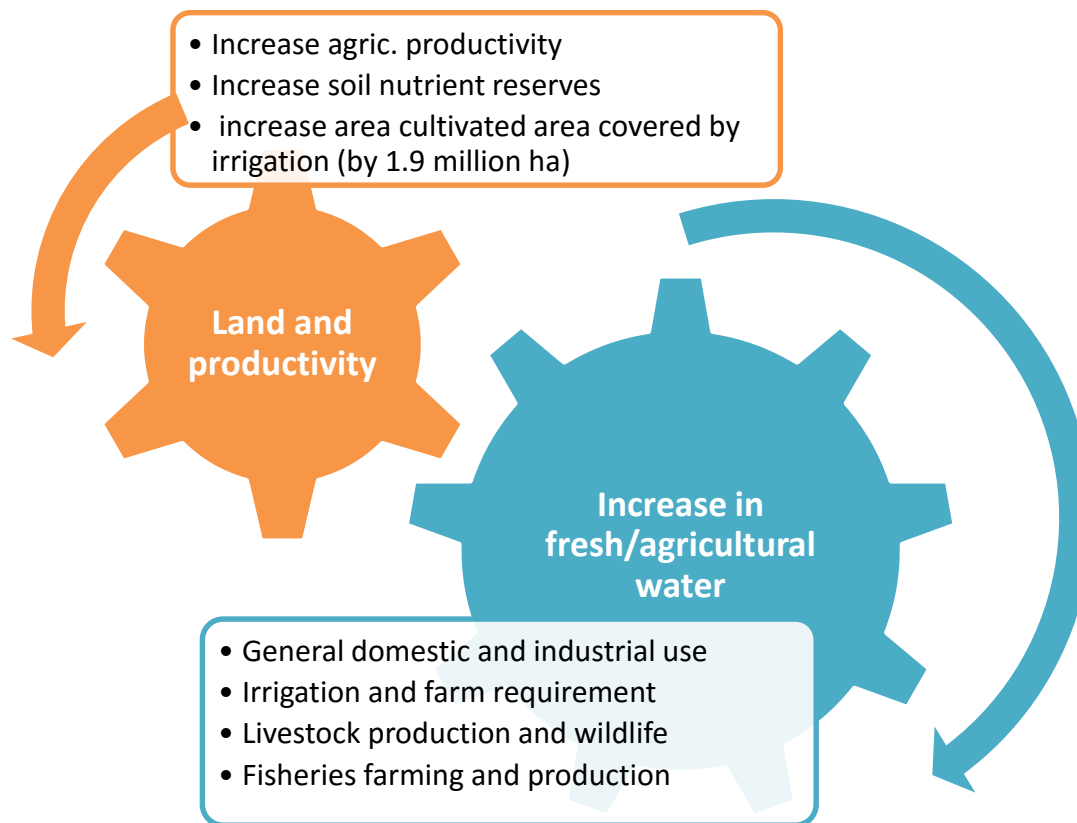 • Increase agric. productivity
• Increase soil nutrient reserves
• increase area cultivated area covered by
irrigation (by 1.9 million ha)
Land and
productivity
Increase in
fresh/agricultural
water
• General domestic and industrial use
• Irrigation and farm requirement
• Livestock production and wildlife
• Fisheries farming and production